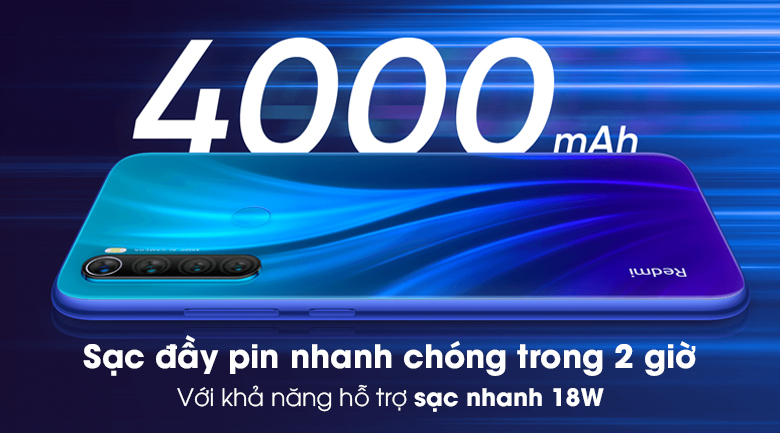 4000 mAh
Redmi
Sạc đầy pin nhanh chóng trong 2 giờ
Với khả năng hỗ trợ sạc nhanh 18W